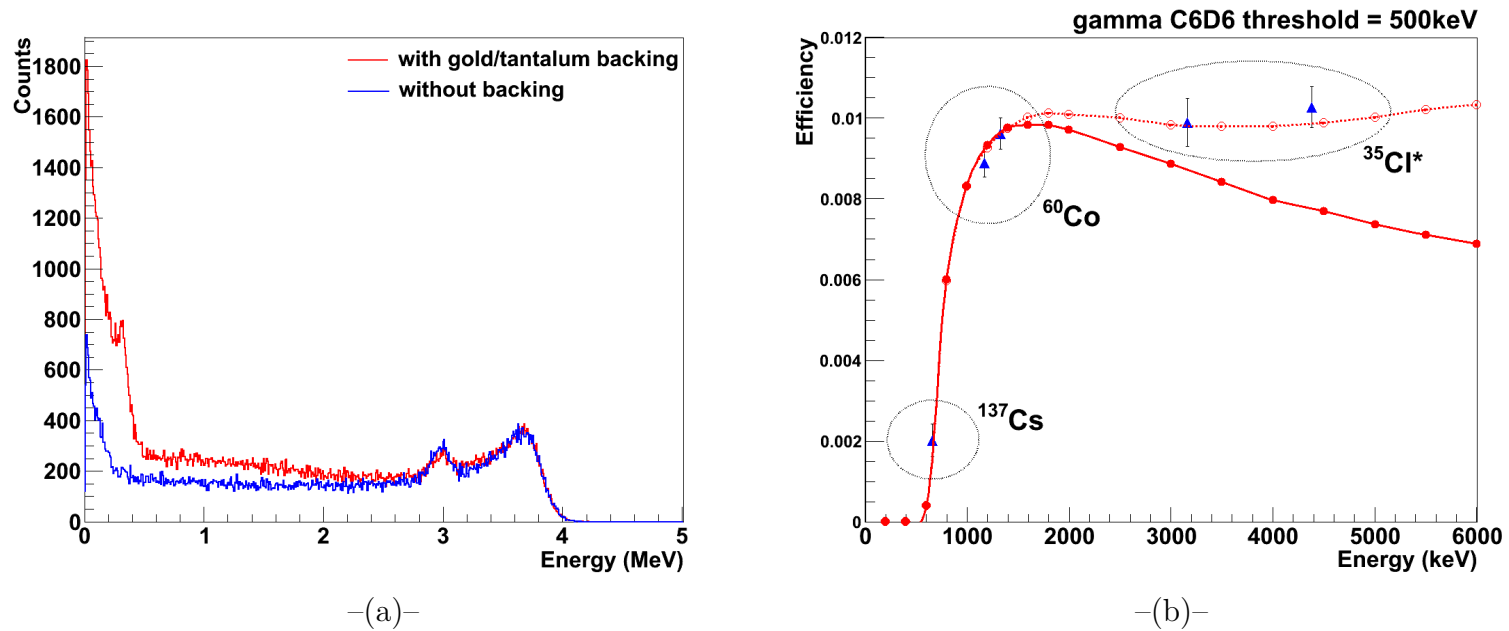 Counts
1800
1600
1400
1200
1000
800
600
400
200
0
with gold/tantalum backing
without backing
0 1 2 3 4 5
Energy (MeV)
–(a)–
gamma C6D6 threshold = 500keV
Efficiency
0.012
0.010
0.008
0.006
0.004
0.002
0
³⁵Cl*
⁶⁰Co
¹³⁷Cs
0 1000 2000 3000 4000 5000 6000
Energy (keV)
–(b)–